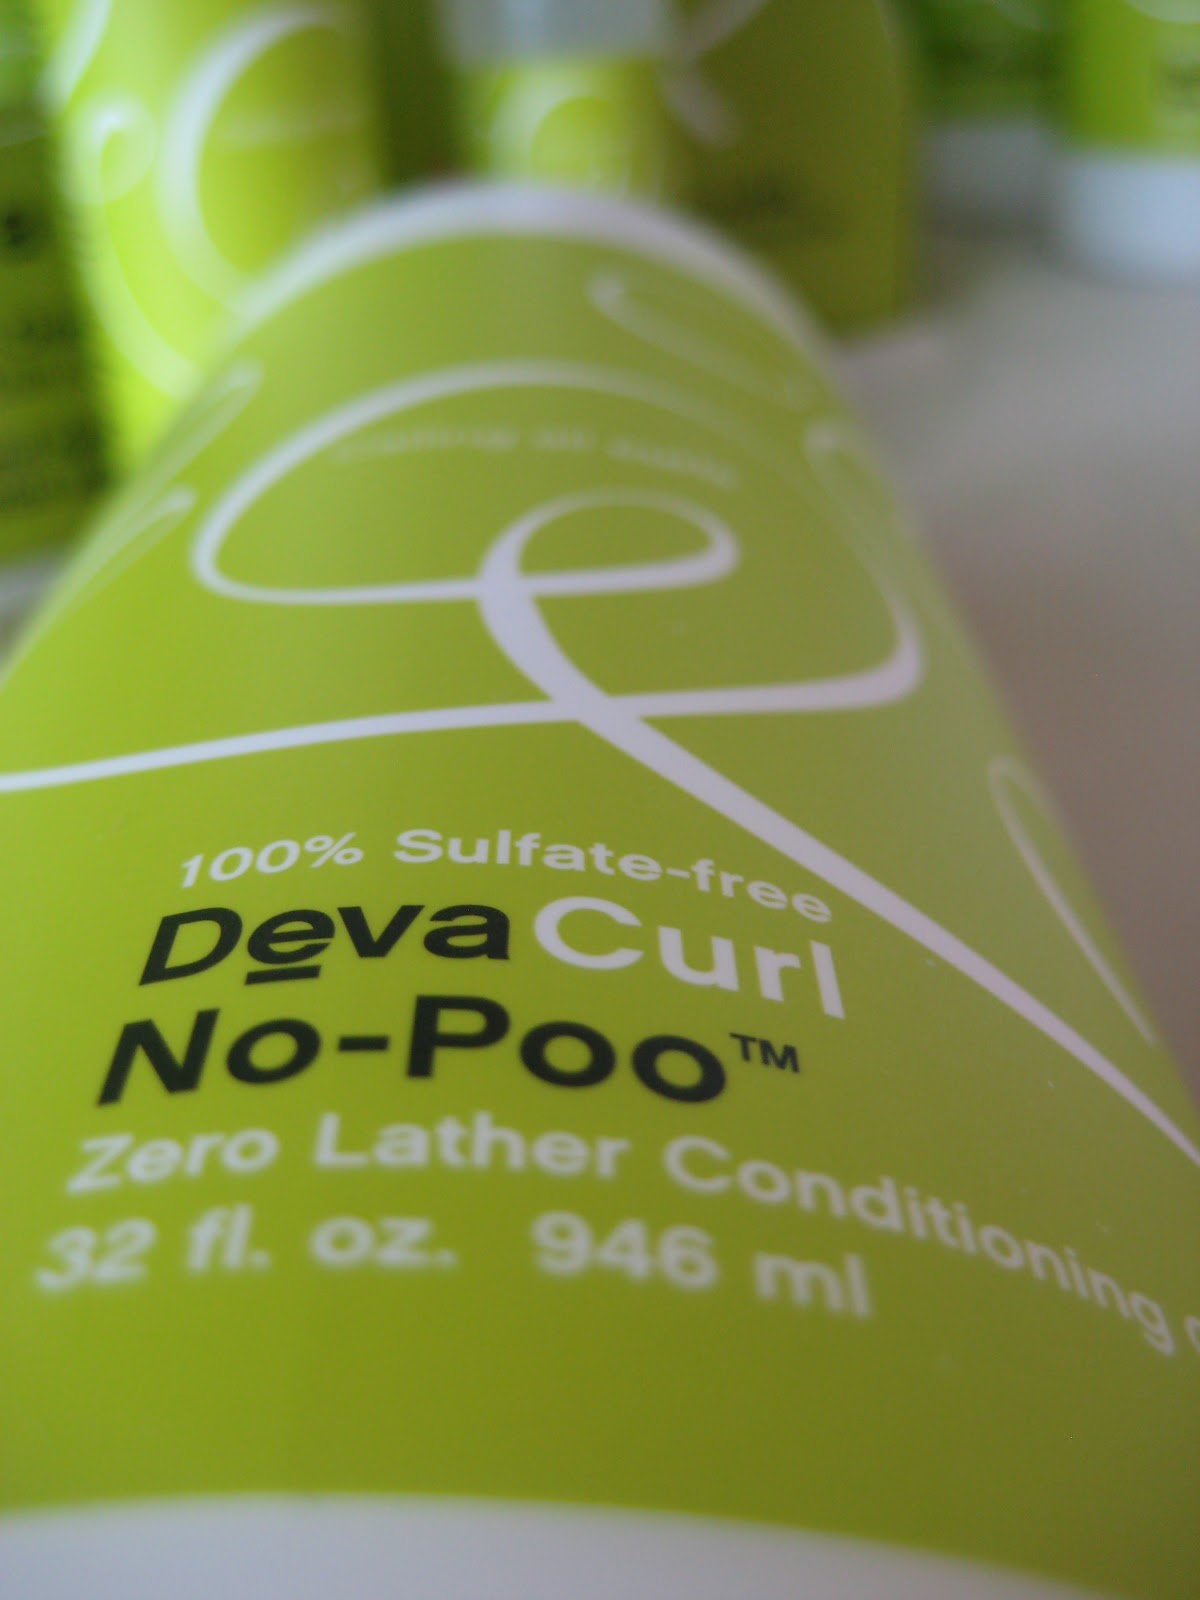 100% Sulfate-free
DevaCurl
No-Poo™
Zero Lather Conditioning
32 fl. oz. 946 ml